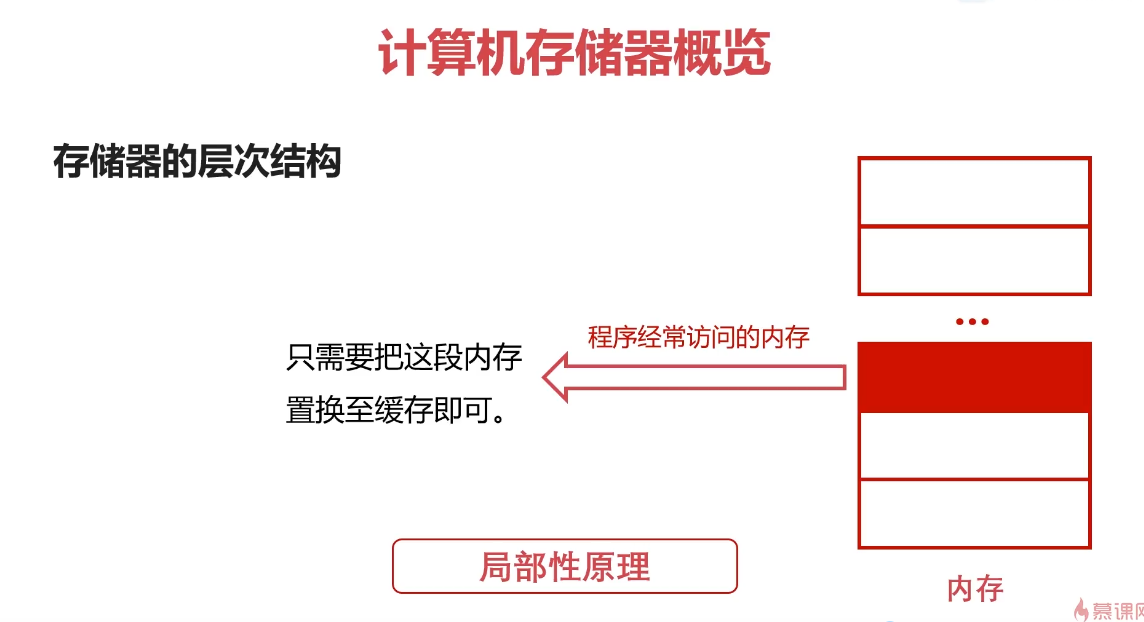 计算机存储器概览
存储器的层次结构
...
程序经常访问的内存
只需要把这段内存
置换至缓存即可。
局部性原理
内存
慕课网